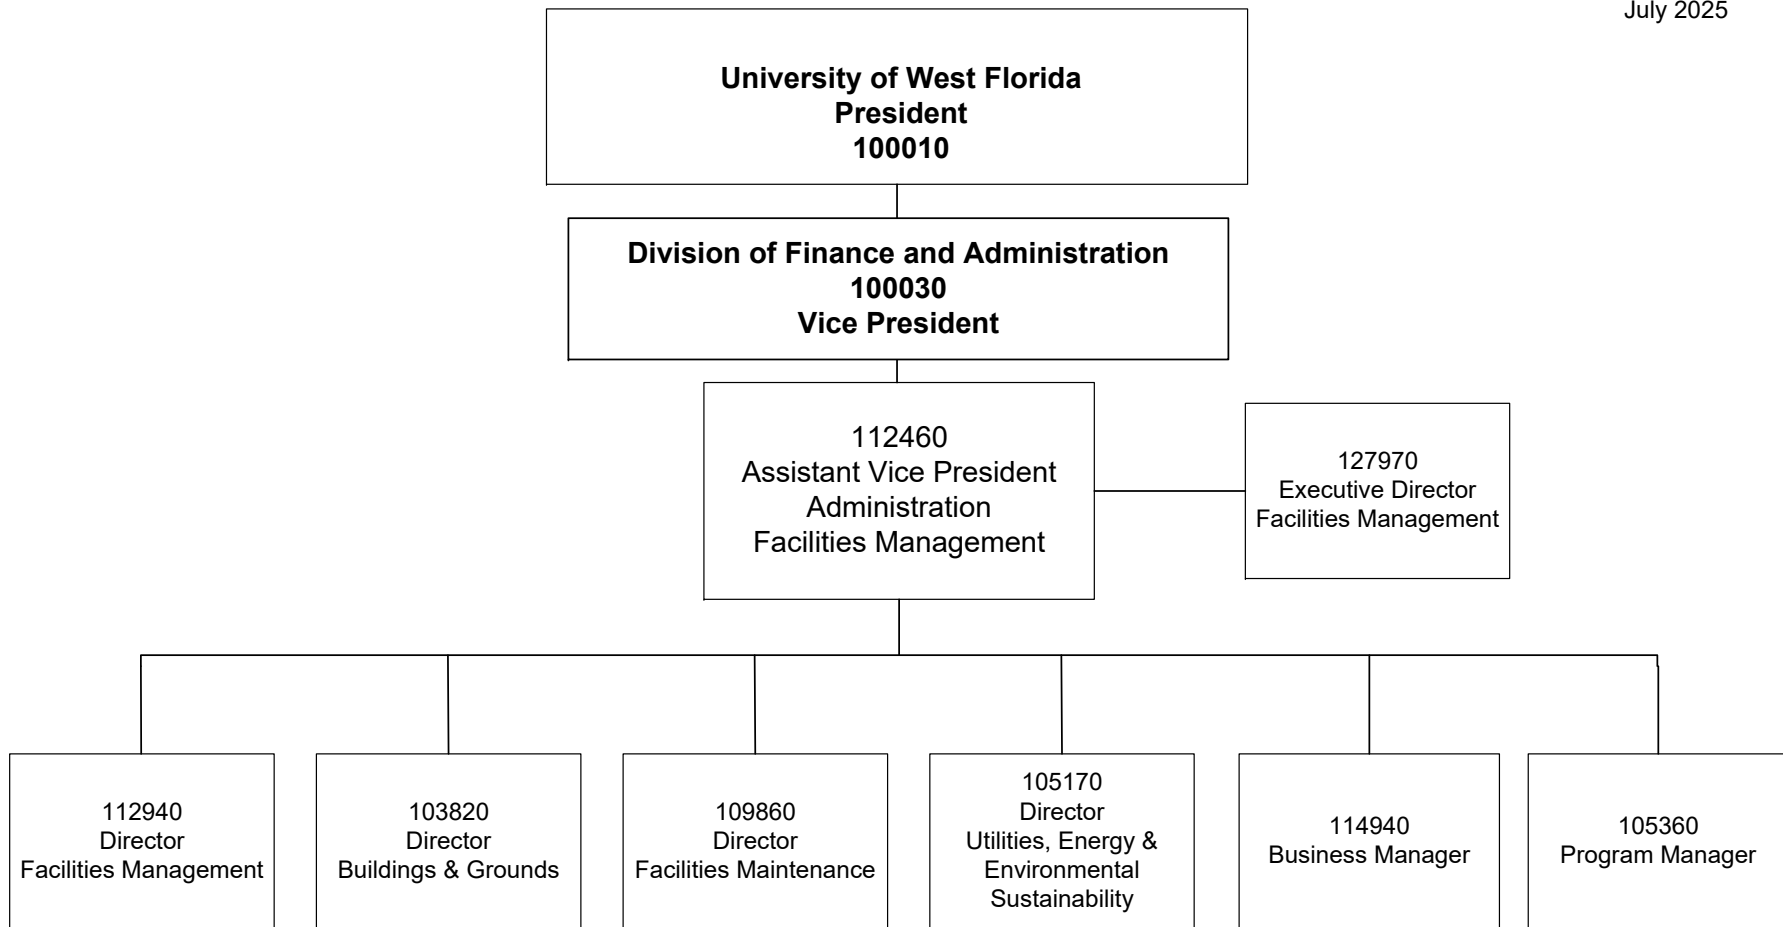 July 2025
University of West Florida
President
100010
Division of Finance and Administration
100030
Vice President
112460
Assistant Vice President
Administration
Facilities Management
127970
Executive Director
Facilities Management
112940
Director
Facilities Management
103820
Director
Buildings & Grounds
109860
Director
Facilities Maintenance
105170
Director
Utilities, Energy &
Environmental
Sustainability
114940
Business Manager
105360
Program Manager